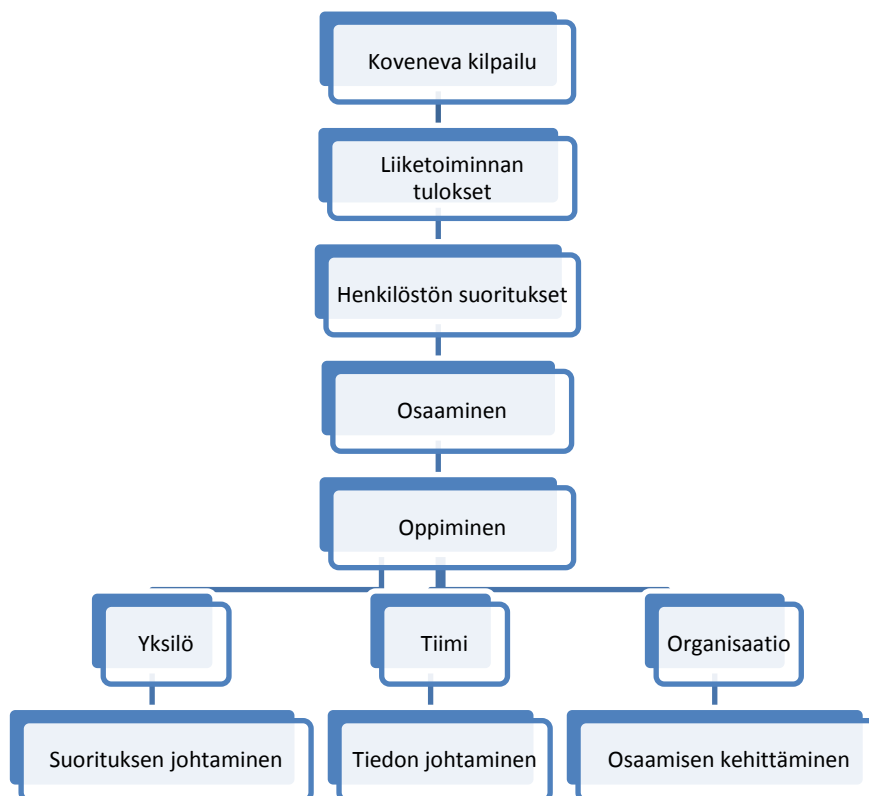 Koveneva kilpailu
Liiketoiminnan
tulokset
Henkilöstön suoritukset
Osaaminen
Oppiminen
Yksilö
Tiimi
Organisaatio
Suorituksen johtaminen
Tiedon johtaminen
Osaamisen kehittäminen